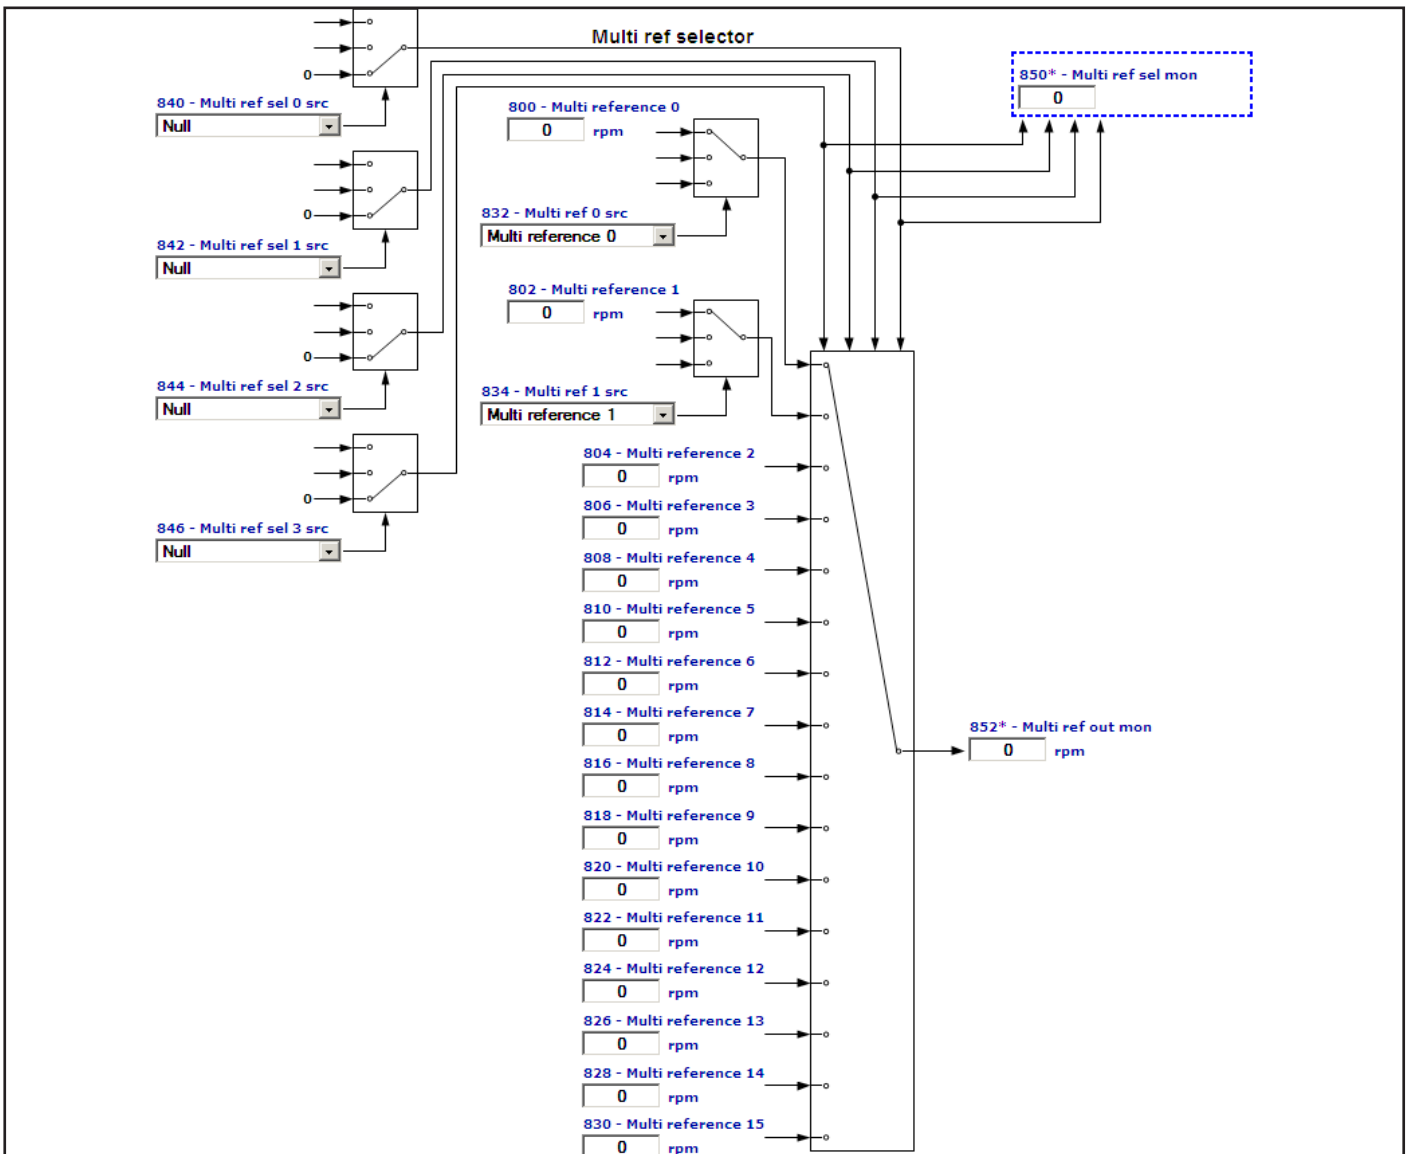 Multi ref selector
0
840 - Multi ref sel 0 src
Null
0
842 - Multi ref sel 1 src
Null
0
844 - Multi ref sel 2 src
Null
0
846 - Multi ref sel 3 src
Null
800 - Multi reference 0
0 rpm
832 - Multi ref 0 src
Multi reference 0
802 - Multi reference 1
0 rpm
834 - Multi ref 1 src
Multi reference 1
804 - Multi reference 2
0 rpm
806 - Multi reference 3
0 rpm
808 - Multi reference 4
0 rpm
810 - Multi reference 5
0 rpm
812 - Multi reference 6
0 rpm
814 - Multi reference 7
0 rpm
816 - Multi reference 8
0 rpm
818 - Multi reference 9
0 rpm
820 - Multi reference 10
0 rpm
822 - Multi reference 11
0 rpm
824 - Multi reference 12
0 rpm
826 - Multi reference 13
0 rpm
828 - Multi reference 14
0 rpm
830 - Multi reference 15
0 rpm
850* - Multi ref sel mon
0
852* - Multi ref out mon
0 rpm